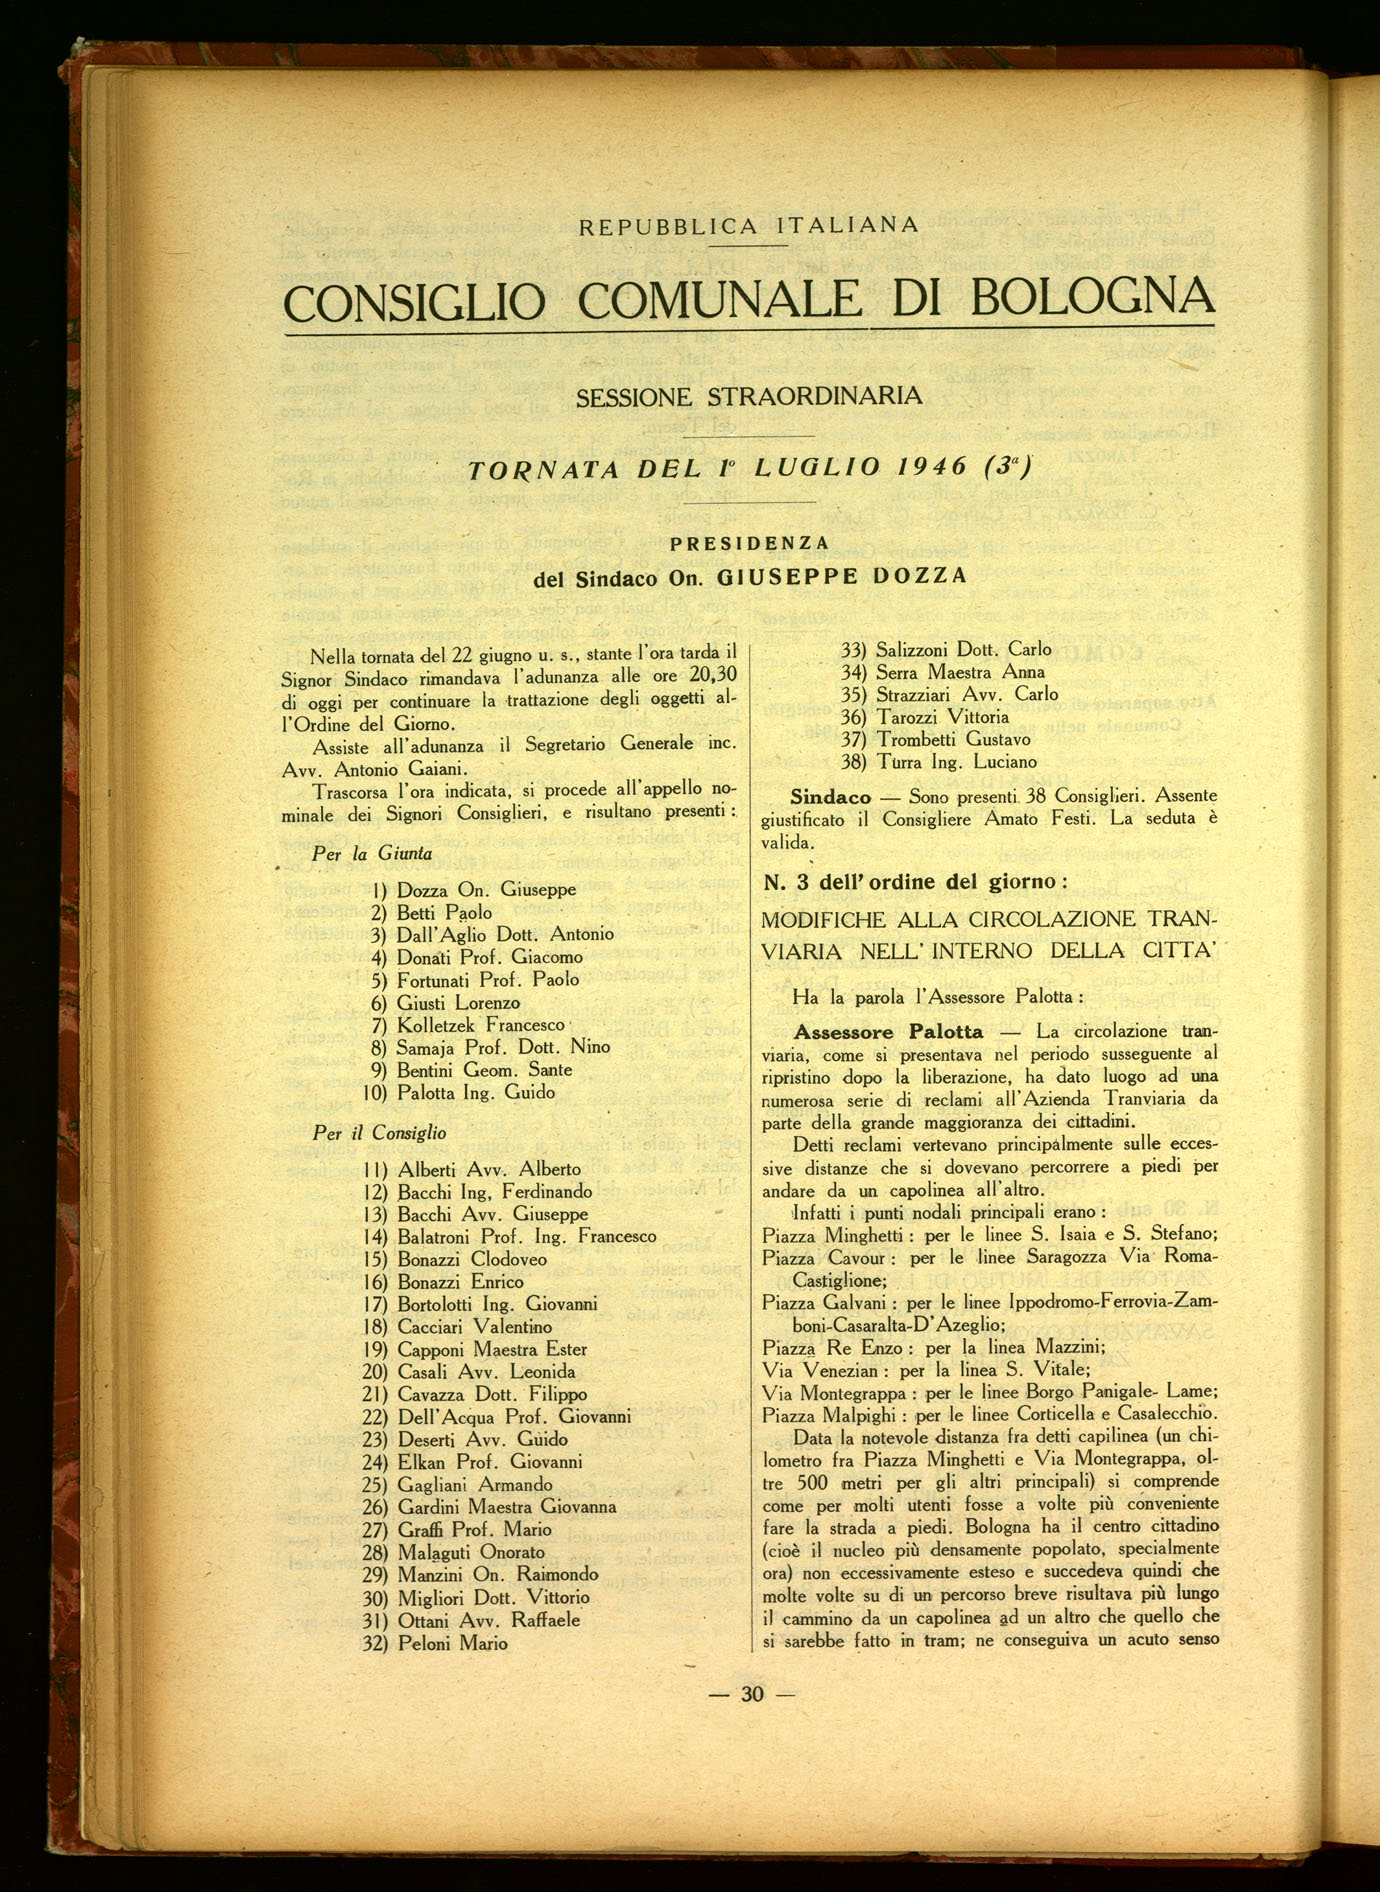 REPUBBLICA ITALIANA
CONSIGLIO COMUNALE DI BOLOGNA
SESSIONE STRAORDINARIA
TORNATA DEL 1º LUGLIO 1946 (3ª)
PRESIDENZA
del Sindaco On. GIUSEPPE DOZZA
Nella tornata del 22 giugno u. s., stante l'ora tarda il
Signor Sindaco rimandava l'adunanza alle ore 20,30
di oggi per continuare la trattazione degli oggetti al-
l'Ordine del Giorno.
Assiste all'adunanza il Segretario Generale inc.
Avv. Antonio Gaiani.
Trascorsa l'ora indicata, si procede all'appello no-
minale dei Signori Consiglieri, e risultano presenti :
Per la Giunta
1) Dozza On. Giuseppe
2) Betti Paolo
3) Dall'Aglio Dott. Antonio
4) Donati Prof. Giacomo
5) Fortunati Prof. Paolo
6) Giusti Lorenzo
7) Kolletzek Francesco
8) Samaja Prof. Dott. Nino
9) Bentini Geom. Sante
10) Palotta Ing. Guido
Per il Consiglio
11) Alberti Avv. Alberto
12) Bacchi Ing, Ferdinando
13) Bacchi Avv. Giuseppe
14) Balatroni Prof. Ing. Francesco
15) Bonazzi Clodoveo
16) Bonazzi Enrico
17) Bortolotti Ing. Giovanni
18) Cacciari Valentino
19) Capponi Maestra Ester
20) Casali Avv. Leonida
21) Cavazza Dott. Filippo
22) Dell'Acqua Prof. Giovanni
23) Deserti Avv. Guido
24) Elkan Prof. Giovanni
25) Gagliani Armando
26) Gardini Maestra Giovanna
27) Graffi Prof. Mario
28) Malaguti Onorato
29) Manzini On. Raimondo
30) Migliori Dott. Vittorio
31) Ottani Avv. Raffaele
32) Peloni Mario
33) Salizzoni Dott. Carlo
34) Serra Maestra Anna
35) Strazziari Avv. Carlo
36) Tarozzi Vittoria
37) Trombetti Gustavo
38) Turra Ing. Luciano
Sindaco — Sono presenti 38 Consiglieri. Assente
giustificato il Consigliere Amato Festi. La seduta è
valida.
N. 3 dell' ordine del giorno :
MODIFICHE ALLA CIRCOLAZIONE TRAN-
VIARIA NELL' INTERNO DELLA CITTA'
Ha la parola l'Assessore Palotta :
Assessore Palotta — La circolazione tran-
viaria, come si presentava nel periodo susseguente al
ripristino dopo la liberazione, ha dato luogo ad una
numerosa serie di reclami all'Azienda Tranviaria da
parte della grande maggioranza dei cittadini.
Detti reclami vertevano principalmente sulle ecces-
sive distanze che si dovevano percorrere a piedi per
andare da un capolinea all'altro.
Infatti i punti nodali principali erano :
Piazza Minghetti : per le linee S. Isaia e S. Stefano;
Piazza Cavour : per le linee Saragozza Via Roma-
Castiglione;
Piazza Galvani : per le linee Ippodromo-Ferrovia-Zam-
boni-Casaralta-D'Azeglio;
Piazza Re Enzo : per la linea Mazzini;
Via Venezian : per la linea S. Vitale;
Via Montegrappa : per le linee Borgo Panigale- Lame;
Piazza Malpighi : per le linee Corticella e Casalecchio.
Data la notevole distanza fra detti capilinea (un chi-
lometro fra Piazza Minghetti e Via Montegrappa, ol-
tre 500 metri per gli altri principali) si comprende
come per molti utenti fosse a volte più conveniente
fare la strada a piedi. Bologna ha il centro cittadino
(cioè il nucleo più densamente popolato, specialmente
ora) non eccessivamente esteso e succedeva quindi che
molte volte su di un percorso breve risultava più lungo
il cammino da un capolinea ad un altro che quello che
si sarebbe fatto in tram; ne conseguiva un acuto senso
— 30 —